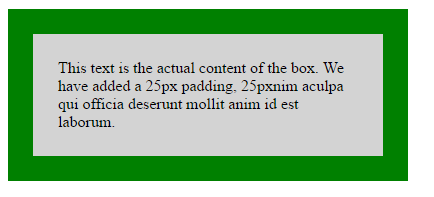 This text is the actual content of the box. We
have added a 25px padding, 25pxnim aculpa
qui officia deserunt mollit anim id est
laborum.